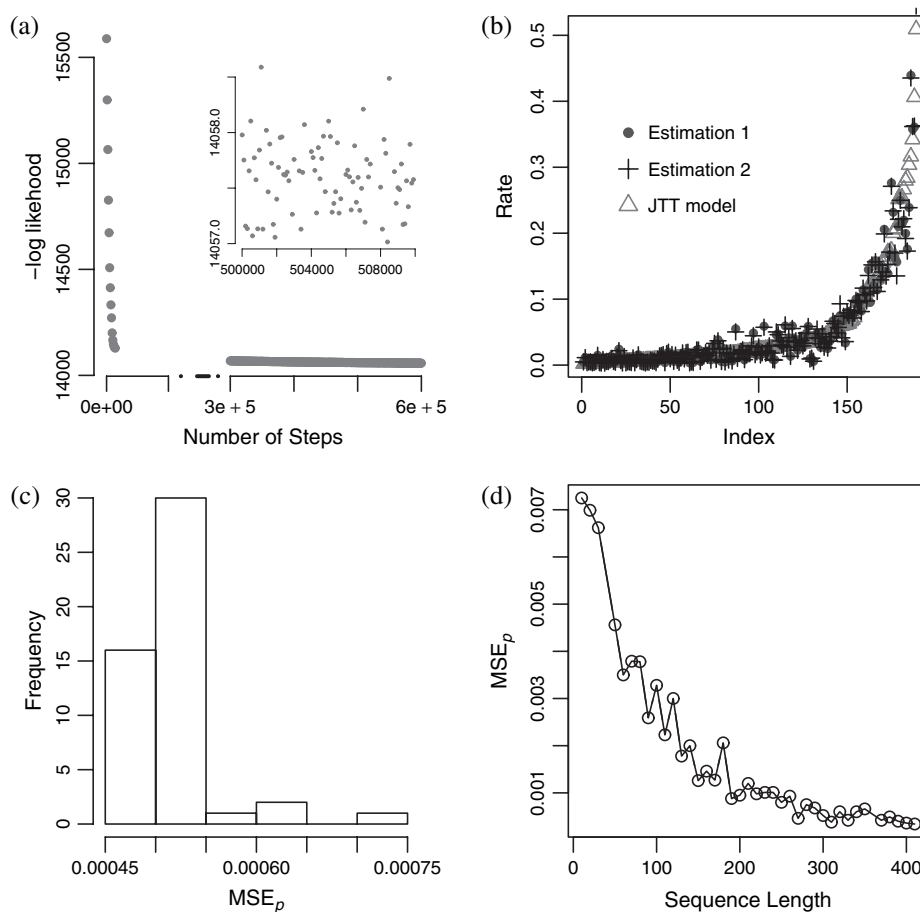 (a)
15500
15000
14500
14000
−log likehood
14058.0
14057.0
500000 504000 508000
0e+00 3e+5 6e+5
Number of Steps
(b)
0.5
0.4
0.3
0.2
0.1
0.0
Rate
Estimation 1
Estimation 2
JTT model
0 50 100 150
Index
(c)
30
25
20
15
10
5
0
Frequency
0.00045 0.00060 0.00075
MSEp
(d)
0.007
0.005
0.003
0.001
MSEp
0 100 200 300 400
Sequence Length